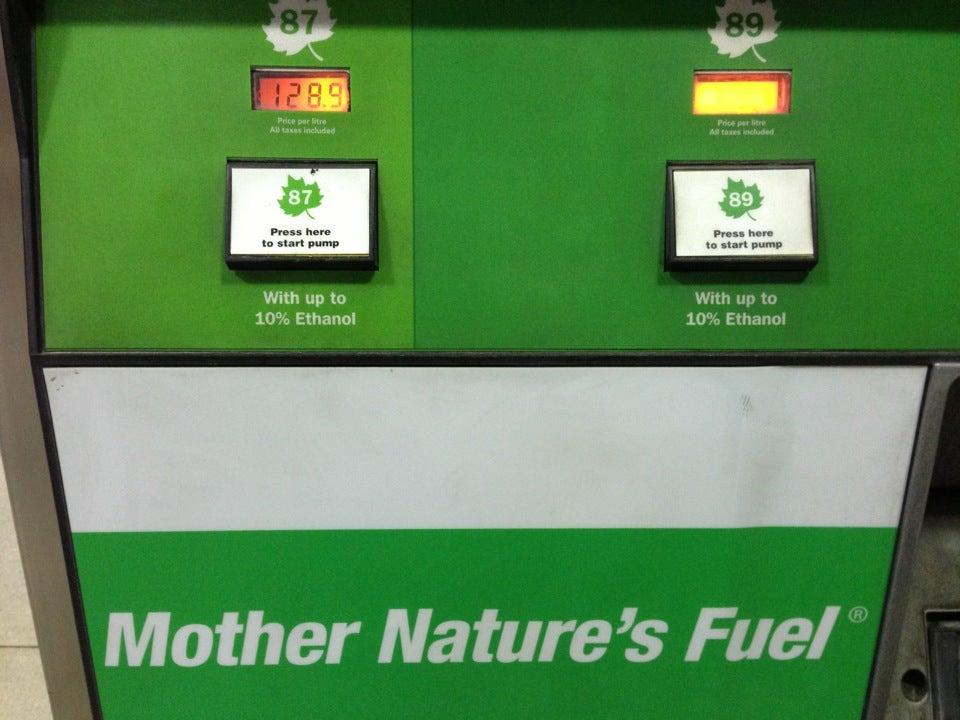 87
89
128.9
Price per litre
All taxes included
Price per litre
All taxes included
87
Press here
to start pump
89
Press here
to start pump
With up to
10% Ethanol
With up to
10% Ethanol
Mother Nature's Fuel®